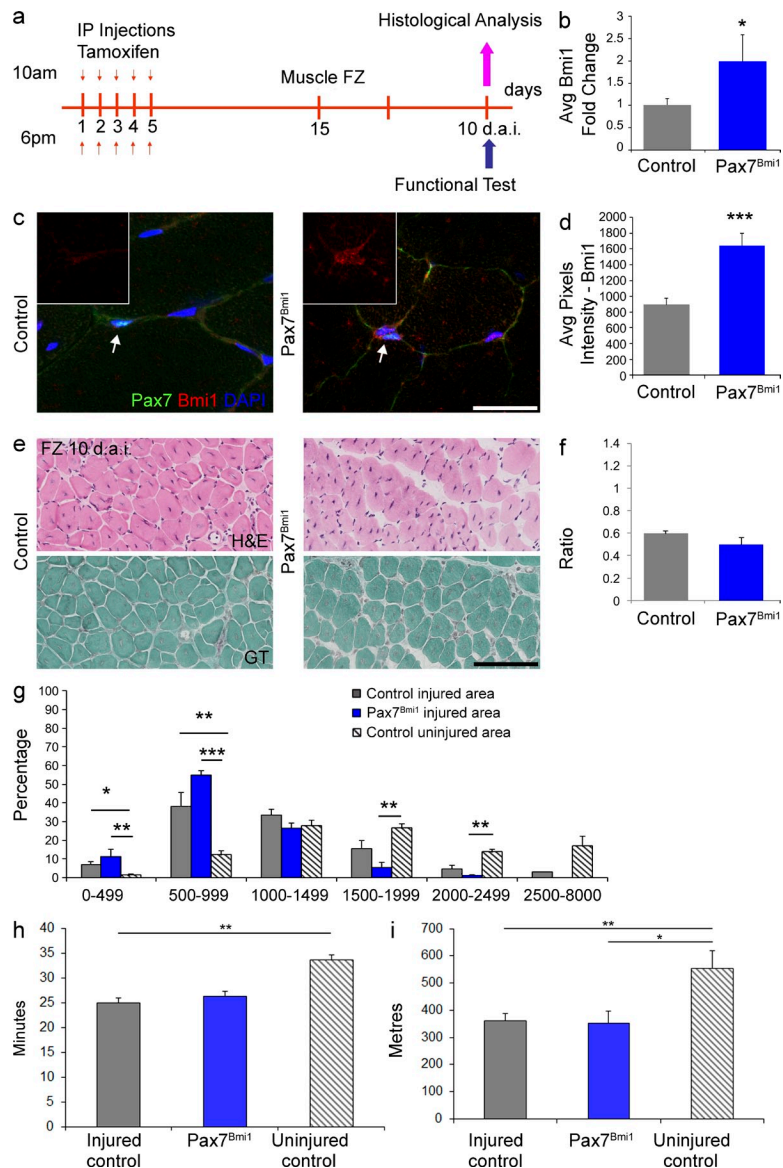 a
IP Injections
Tamoxifen
10am
6pm
1 2 3 4 5
Muscle FZ
15
Histological Analysis
days
10 d.a.i.
Functional Test
b
Avg Bmi1
Fold Change
3
2.5
2
1.5
1
0.5
0
*
Control
Pax7Bmi1
c
Control
Pax7 Bmi1 DAPI
Pax7Bmi1
d
Avg Pixels
Intensity - Bmi1
2000
1800
1600
1400
1200
1000
800
600
400
200
0
***
Control
Pax7Bmi1
e
FZ 10 d.a.i.
Control
H&E
GT
Pax7Bmi1
f
Ratio
1.4
1.2
1
0.8
0.6
0.4
0.2
0
Control
Pax7Bmi1
g
Percentage
100
90
80
70
60
50
40
30
20
10
0
Control injured area
Pax7Bmi1 injured area
Control uninjured area
*
**
**
***
**
**
0-499
500-999
1000-1499
1500-1999
2000-2499
2500-8000
h
Minutes
40
35
30
25
20
15
10
5
0
**
Injured
control
Pax7Bmi1
Uninjured
control
i
Metres
700
600
500
400
300
200
100
0
**
*
Injured
control
Pax7Bmi1
Uninjured
control